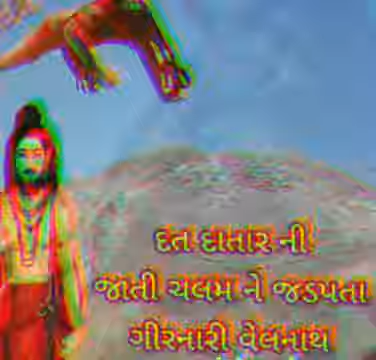 દત દાતાર ની
જાતી ચલમ ને જડપતા
ગીરનારી વેલનાથ